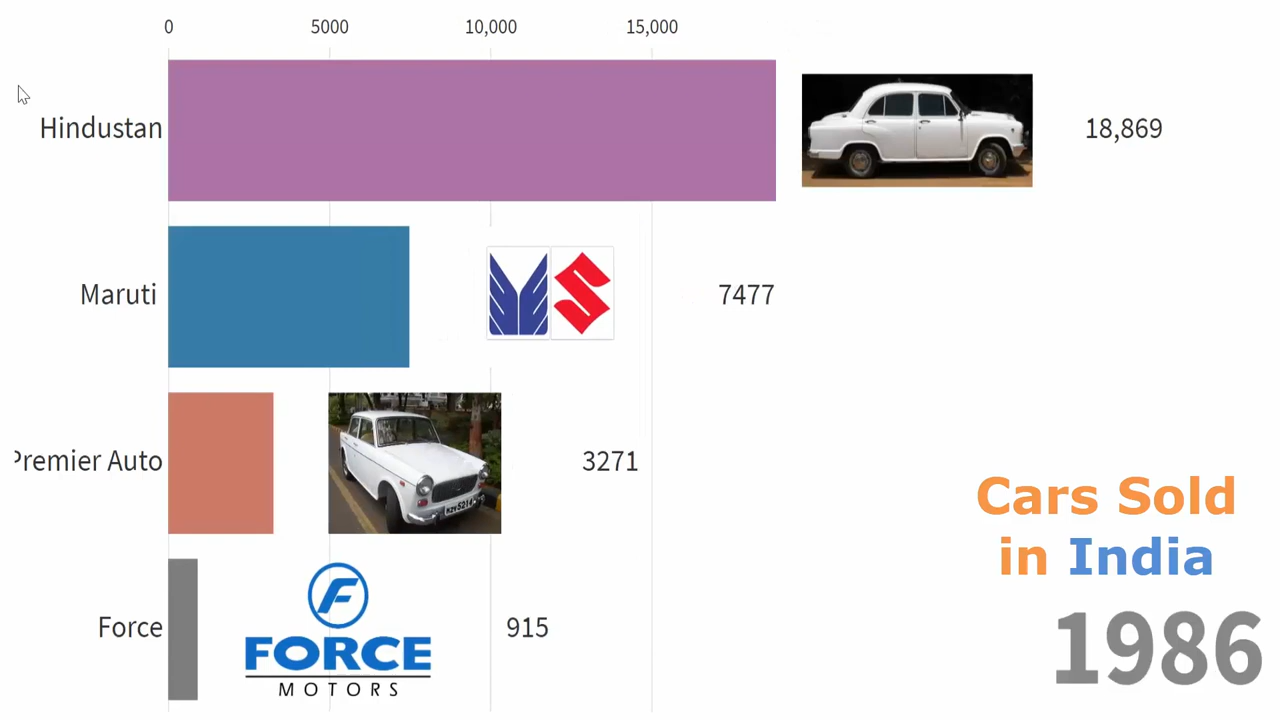 0 5000 10,000 15,000
Hindustan 18,869
Maruti 7477
Premier Auto 3271
Force 915
FORCE
MOTORS
Cars Sold
in India
1986